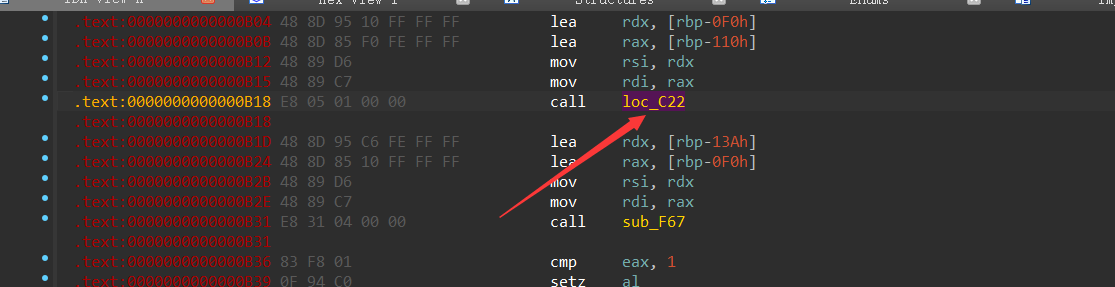 IDA View-A Hex View-1 Structures Enums
.text:0000000000000B04 48 8D 95 10 FF FF FF lea rdx, [rbp-0F0h]
.text:0000000000000B0B 48 8D 85 F0 FE FF FF lea rax, [rbp-110h]
.text:0000000000000B12 48 89 D6 mov rsi, rdx
.text:0000000000000B15 48 89 C7 mov rdi, rax
.text:0000000000000B18 E8 05 01 00 00 call loc_C22
.text:0000000000000B18
.text:0000000000000B1D 48 8D 95 C6 FE FF FF lea rdx, [rbp-13Ah]
.text:0000000000000B24 48 8D 85 10 FF FF FF lea rax, [rbp-0F0h]
.text:0000000000000B2B 48 89 D6 mov rsi, rdx
.text:0000000000000B2E 48 89 C7 mov rdi, rax
.text:0000000000000B31 E8 31 04 00 00 call sub_F67
.text:0000000000000B31
.text:0000000000000B36 83 F8 01 cmp eax, 1
.text:0000000000000B39 0F 94 C0 setz al